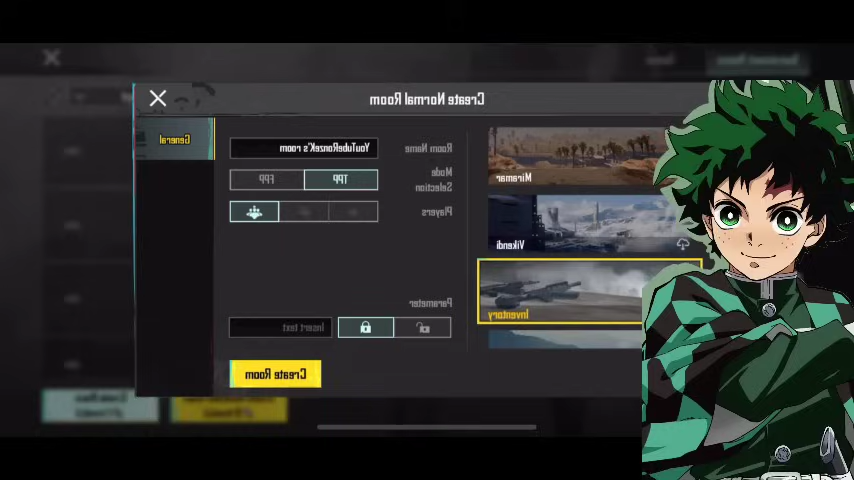 Create Normal Room
General
YouTubeRonzeK's room
Room Name
FPP
TPP
Mode
Selection
Players
Parameter
Insert text
Create Room
Miramar
Vikendi
Inventory